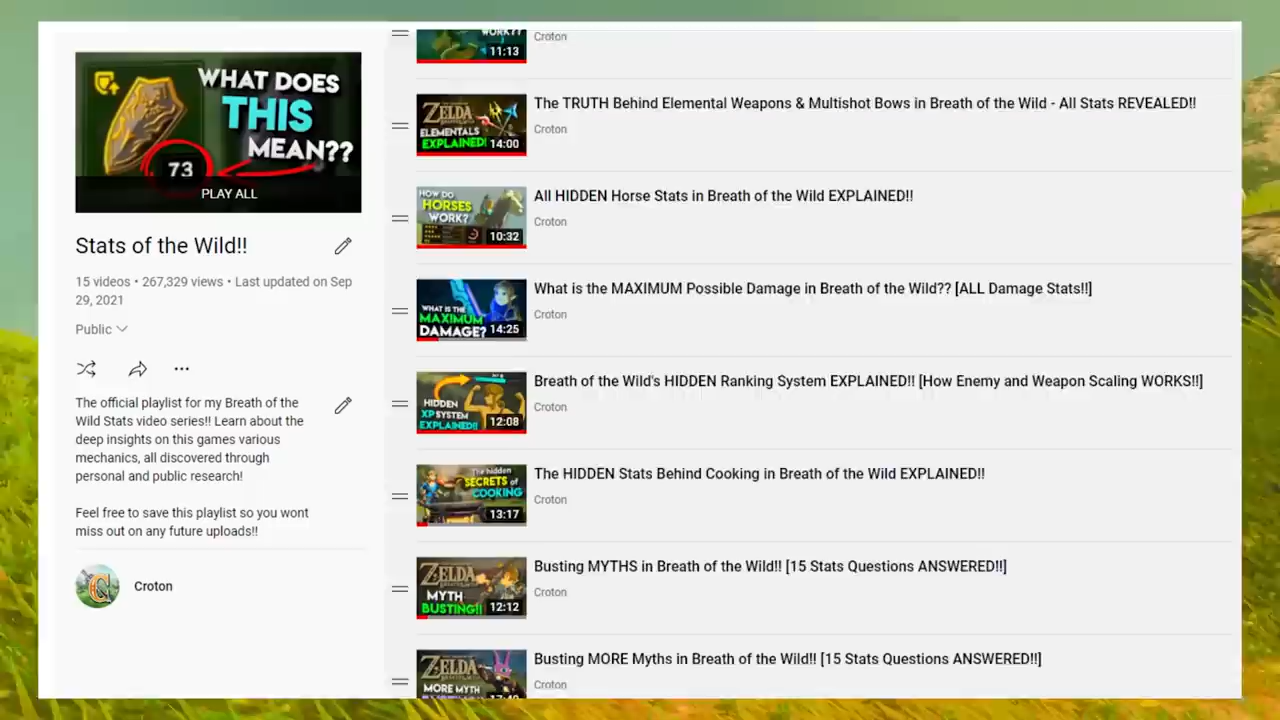 WHAT DOES
THIS
MEAN??
73
PLAY ALL
Stats of the Wild!!
15 videos • 267,329 views • Last updated on Sep
29, 2021
Public
The official playlist for my Breath of the
Wild Stats video series!! Learn about the
deep insights on this games various
mechanics, all discovered through
personal and public research!
Feel free to save this playlist so you wont
miss out on any future uploads!!
Croton
WORK??
11:13
Croton
ZELDA
ELEMENTALS
EXPLAINED!
14:00
The TRUTH Behind Elemental Weapons & Multishot Bows in Breath of the Wild - All Stats REVEALED!!
Croton
HOW DO
HORSES
WORK?
10:32
All HIDDEN Horse Stats in Breath of the Wild EXPLAINED!!
Croton
WHAT IS THE
MAXIMUM
DAMAGE?
14:25
What is the MAXIMUM Possible Damage in Breath of the Wild?? [ALL Damage Stats!!]
Croton
HIDDEN
XP SYSTEM
EXPLAINED!!
12:08
Breath of the Wild's HIDDEN Ranking System EXPLAINED!! [How Enemy and Weapon Scaling WORKS!!]
Croton
The hidden
SECRETS of
COOKING
13:17
The HIDDEN Stats Behind Cooking in Breath of the Wild EXPLAINED!!
Croton
ZELDA
MYTH
BUSTING!!
12:12
Busting MYTHS in Breath of the Wild!! [15 Stats Questions ANSWERED!!]
Croton
ZELDA
MORE MYTH
Busting MORE Myths in Breath of the Wild!! [15 Stats Questions ANSWERED!!]
Croton